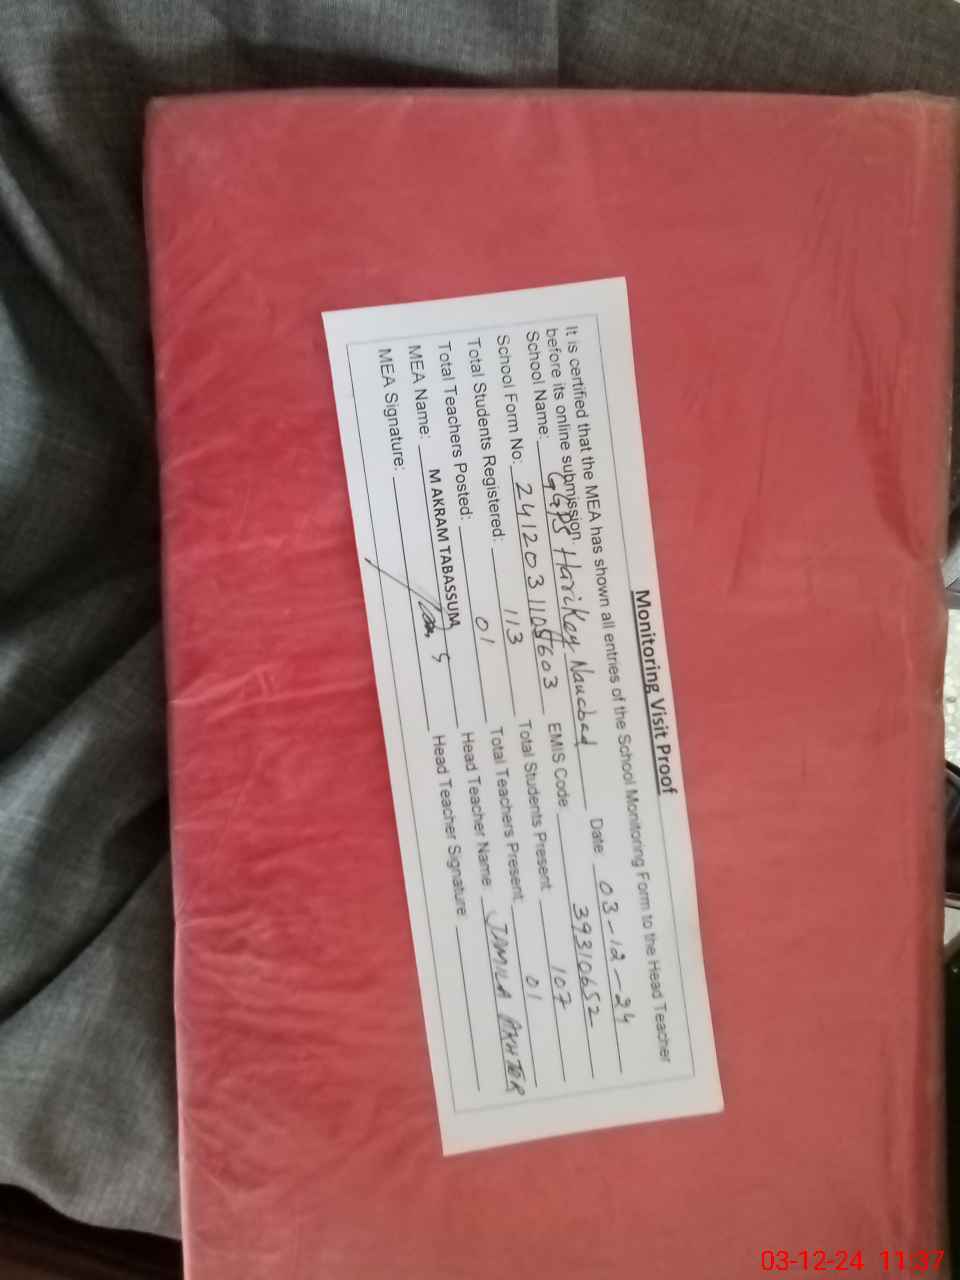 Monitoring Visit Proof
It is certified that the MEA has shown all entries of the School Monitoring Form to the Head Teacher
before its online submission.
School Name: GGPS Harikey Nauabad Date: 03-12-24
School Form No: 2412031105603 EMIS Code: 39310652
Total Students Registered: 113 Total Students Present: 107
Total Teachers Posted: 01 Total Teachers Present: 01
MEA Name: M AKRAM TABASSUM Head Teacher Name: JAMILA AKHTER
MEA Signature: Head Teacher Signature:
03-12-24 11:37